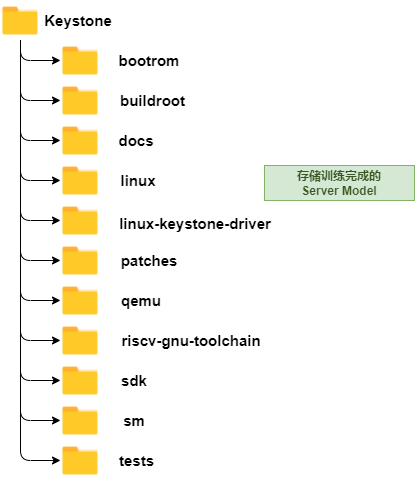 Keystone
bootrom
buildroot
docs
linux
存储训练完成的
Server Model
linux-keystone-driver
patches
qemu
riscv-gnu-toolchain
sdk
sm
tests